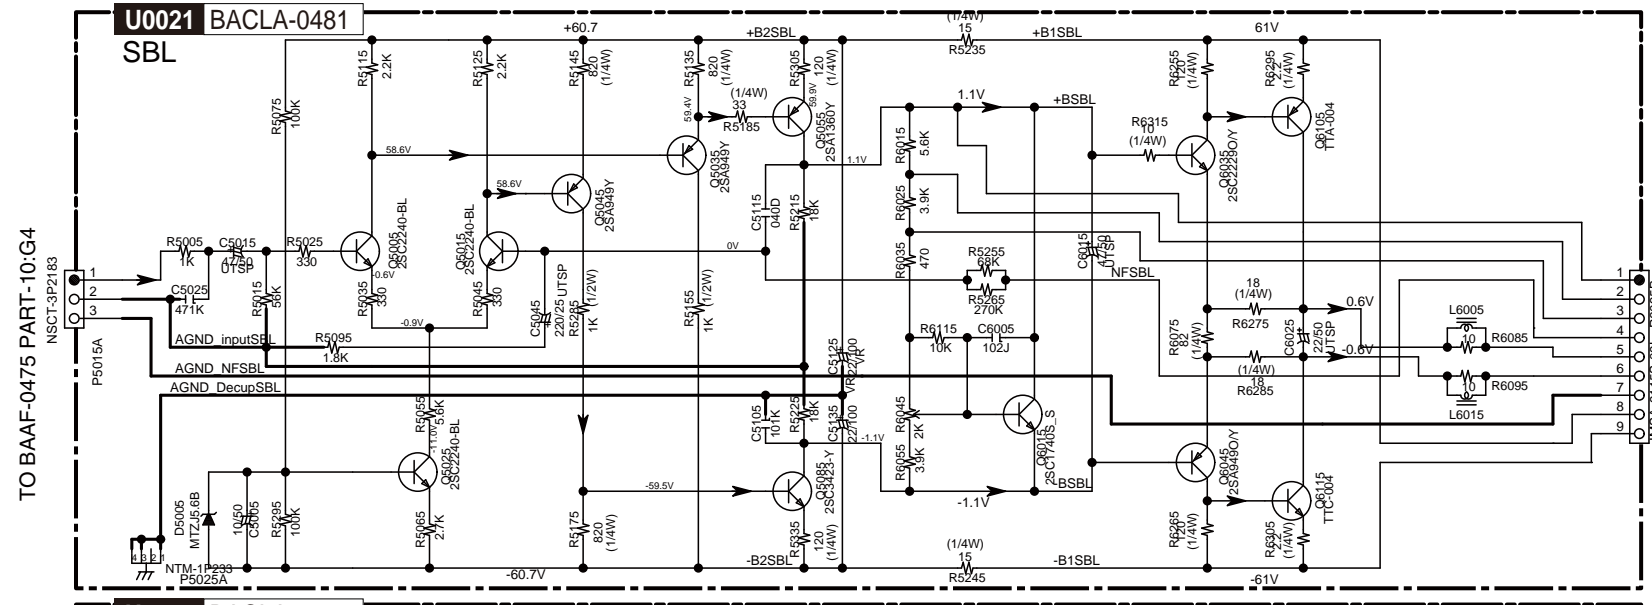 U0021 BACLA-0481
SBL
TO BAAF-0475 PART-10:G4
NSCT-3P2183
P5015A
1
2
3
+60.7
+B2SBL
(1/4W)
15
R5235
+B1SBL
61V
R5075
100K
R5115
2.2K
R5125
2.2K
R5145
820
(1/4W)
R5135
820
(1/4W)
R5305
120
(1/4W)
59.4V
(1/4W)
33
R5185
59.9V
Q5055
2SA1360Y
58.6V
58.6V
Q5035
2SA949Y
Q5045
2SA949Y
1.1V
1.1V
+BSBL
R5005
1K
C5015
47/50
UTSP
R5025
330
C5025
471K
R5015
56K
Q5005
2SC2240-BL
Q5015
2SC2240-BL
-0.6V
R5035
330
R5045
330
-0.9V
C5045
220/25 UTSP
R5285
1K
(1/2W)
R5155
1K
(1/2W)
0V
C5115
040D
R5215
18K
R6015
5.6K
R6025
3.9K
R6035
470
R5255
68K
R5265
270K
C6015
47/50
UTSP
NFSBL
R6315
10
(1/4W)
R6255
120
(1/4W)
R6295
2.2
(1/4W)
Q6035
2SC2229O/Y
Q6105
TTA-004
AGND_inputSBL
R5095
1.8K
AGND_NFSBL
AGND_DecupSBL
C5125
22/100
VR
C5135
22/100
VR
C5105
101K
R5225
18K
R6115
10K
C6005
102J
R6045
2K
R6055
3.9K
Q6015
2SC1740S_S
-1.1V
-1.1V
-BSBL
18
(1/4W)
R6275
R6075
82
(1/4W)
(1/4W)
18
R6285
C6025
22/50
UTSP
0.6V
-0.6V
L6005
10
R6085
10
R6095
L6015
1
2
3
4
5
6
7
8
9
R5055
5.6K
-11.0V
Q5025
2SC2240-BL
D5005
MTZJ5.6B
10/50
C5005
R5295
100K
R5065
2.7K
-59.5V
R5175
820
(1/4W)
Q5085
2SC3423-Y
R5335
120
(1/4W)
Q6045
2SA949O/Y
Q6115
TTC-004
R6265
120
(1/4W)
R6305
2.2
(1/4W)
4 3 2 1
NTM-1P233
P5025A
-60.7V
-B2SBL
(1/4W)
15
R5245
-B1SBL
-61V